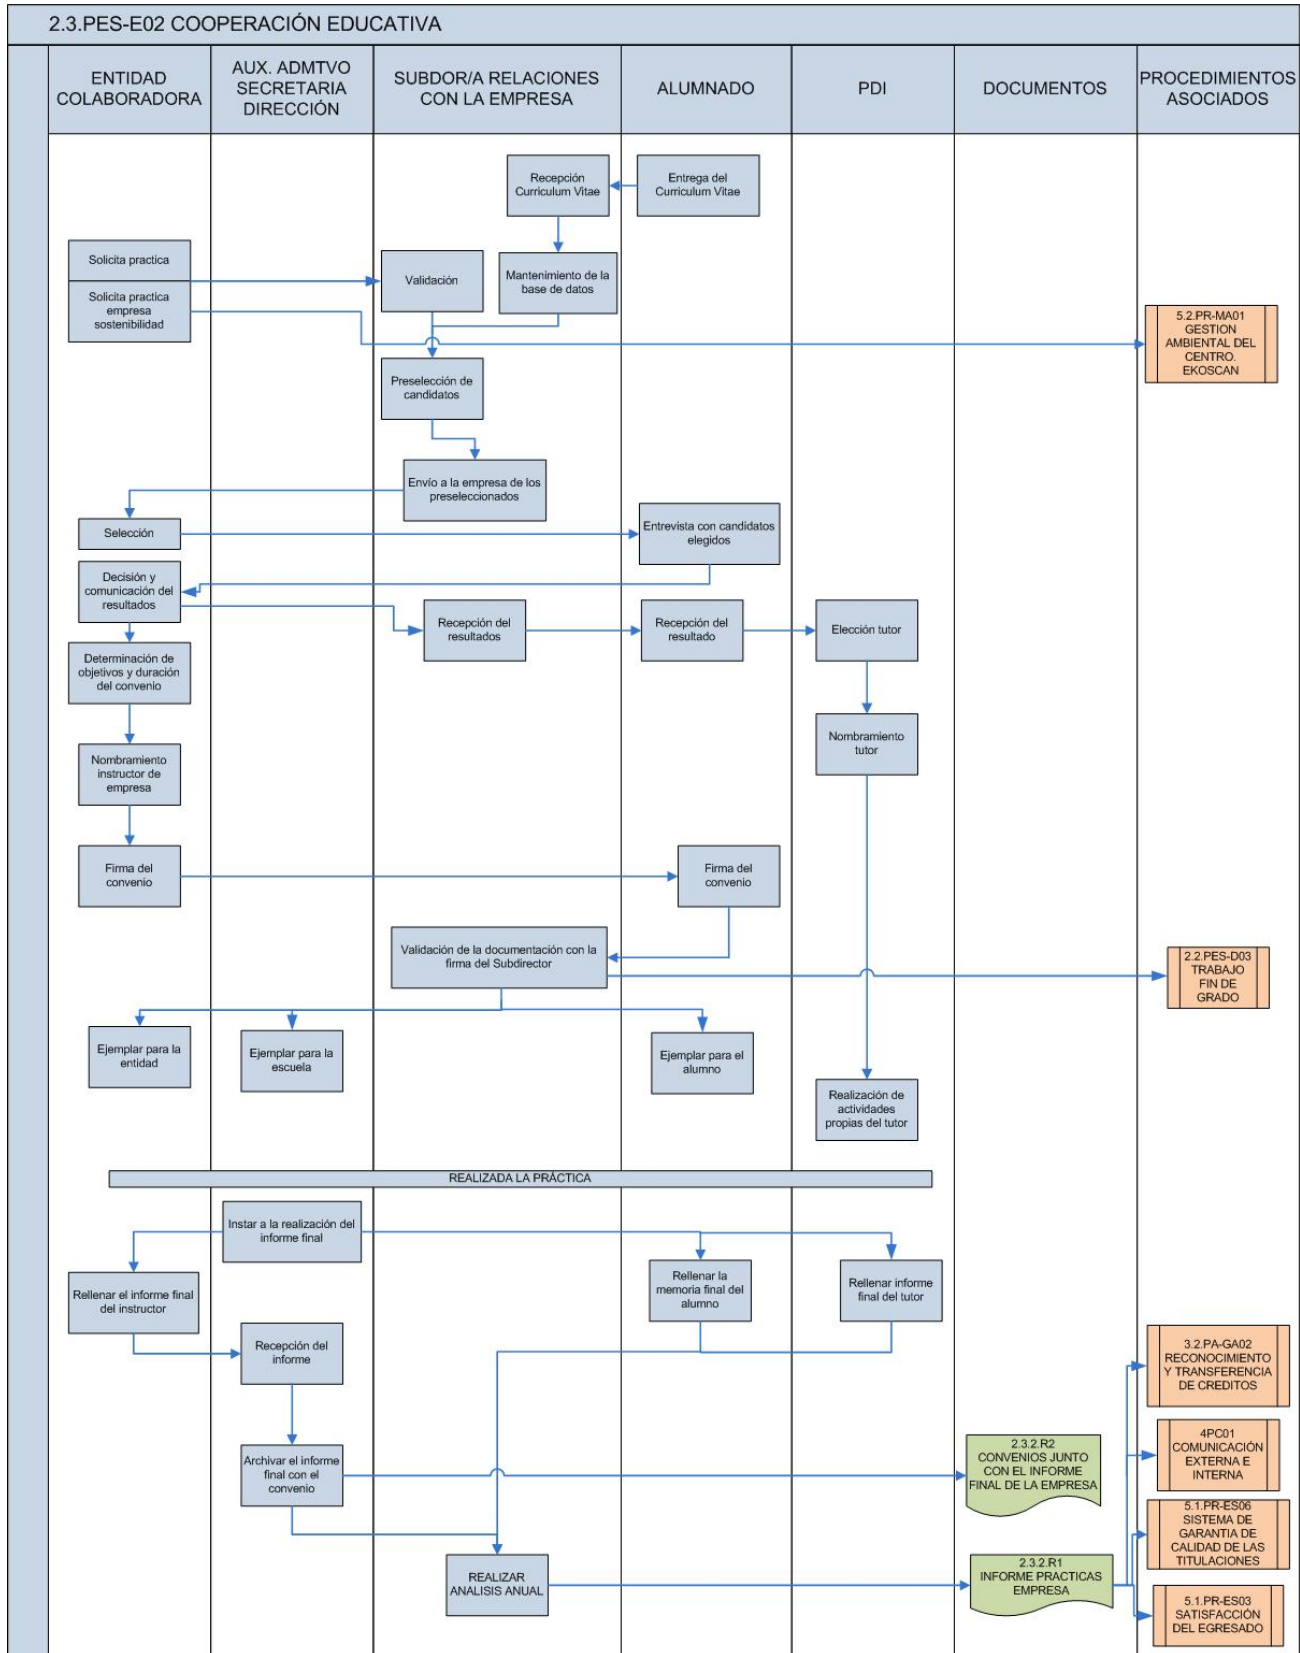 2.3.PES-E02 COOPERACIÓN EDUCATIVA
ENTIDAD
COLABORADORA
AUX. ADMTVO
SECRETARIA
DIRECCIÓN
SUBDOR/A RELACIONES
CON LA EMPRESA
ALUMNADO
PDI
DOCUMENTOS
PROCEDIMIENTOS
ASOCIADOS
Recepción
Curriculum Vitae
Entrega del
Curriculum Vitae
Solicita practica
Solicita practica
empresa
sostenibilidad
Validación
Mantenimiento de la
base de datos
5.2.PR-MA01
GESTION
AMBIENTAL DEL
CENTRO.
EKOSCAN
Preselección de
candidatos
Envío a la empresa de los
preseleccionados
Selección
Entrevista con candidatos
elegidos
Decisión y
comunicación del
resultados
Recepción del
resultados
Recepción del
resultado
Elección tutor
Determinación de
objetivos y duración
del convenio
Nombramiento
tutor
Nombramiento
instructor de
empresa
Firma del
convenio
Firma del
convenio
Validación de la documentación con la
firma del Subdirector
2.2.PES-D03
TRABAJO
FIN DE
GRADO
Ejemplar para la
entidad
Ejemplar para la
escuela
Ejemplar para el
alumno
Realización de
actividades
propias del tutor
REALIZADA LA PRÁCTICA
Instar a la realización del
informe final
Rellenar el informe final
del instructor
Rellenar la
memoria final del
alumno
Rellenar informe
final del tutor
Recepción del
informe
3.2.PA-GA02
RECONOCIMIENTO
Y TRANSFERENCIA
DE CREDITOS
Archivar el informe
final con el
convenio
2.3.2.R2
CONVENIOS JUNTO
CON EL INFORME
FINAL DE LA EMPRESA
4PC01
COMUNICACIÓN
EXTERNA E
INTERNA
5.1.PR-ES06
SISTEMA DE
GARANTIA DE
CALIDAD DE LAS
TITULACIONES
REALIZAR
ANALISIS ANUAL
2.3.2.R1
INFORME PRACTICAS
EMPRESA
5.1.PR-ES03
SATISFACCIÓN
DEL EGRESADO